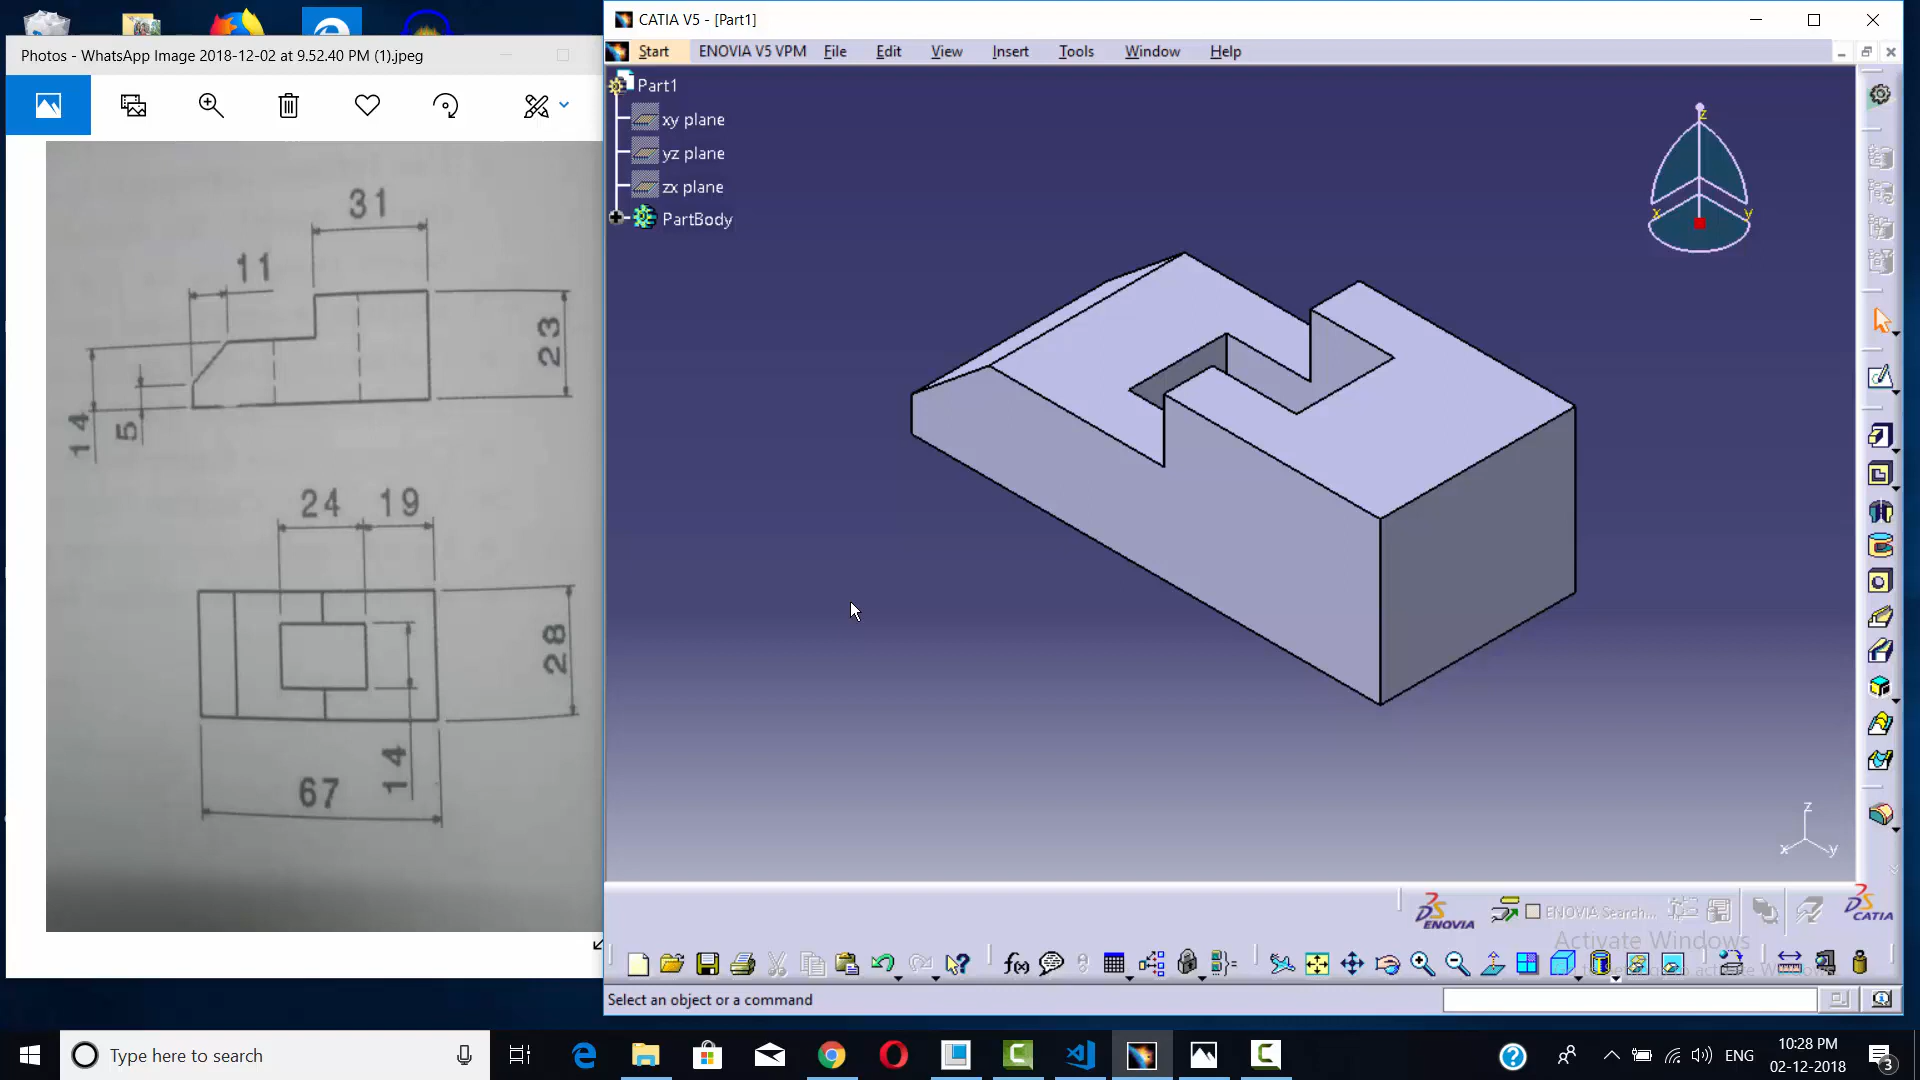 Photos - WhatsApp Image 2018-12-02 at 9.52.40 PM (1).jpeg
31
11
23
14
5
24 19
28
14
67
CATIA V5 - [Part1]
Start ENOVIA V5 VPM File Edit View Insert Tools Window Help
Part1
xy plane
yz plane
zx plane
PartBody
z
x y
z
x y
ENOVIA
ENOVIA Search...
CATIA
Activate Windows
f(x)
Select an object or a command
Type here to search
ENG
10:28 PM
02-12-2018
3